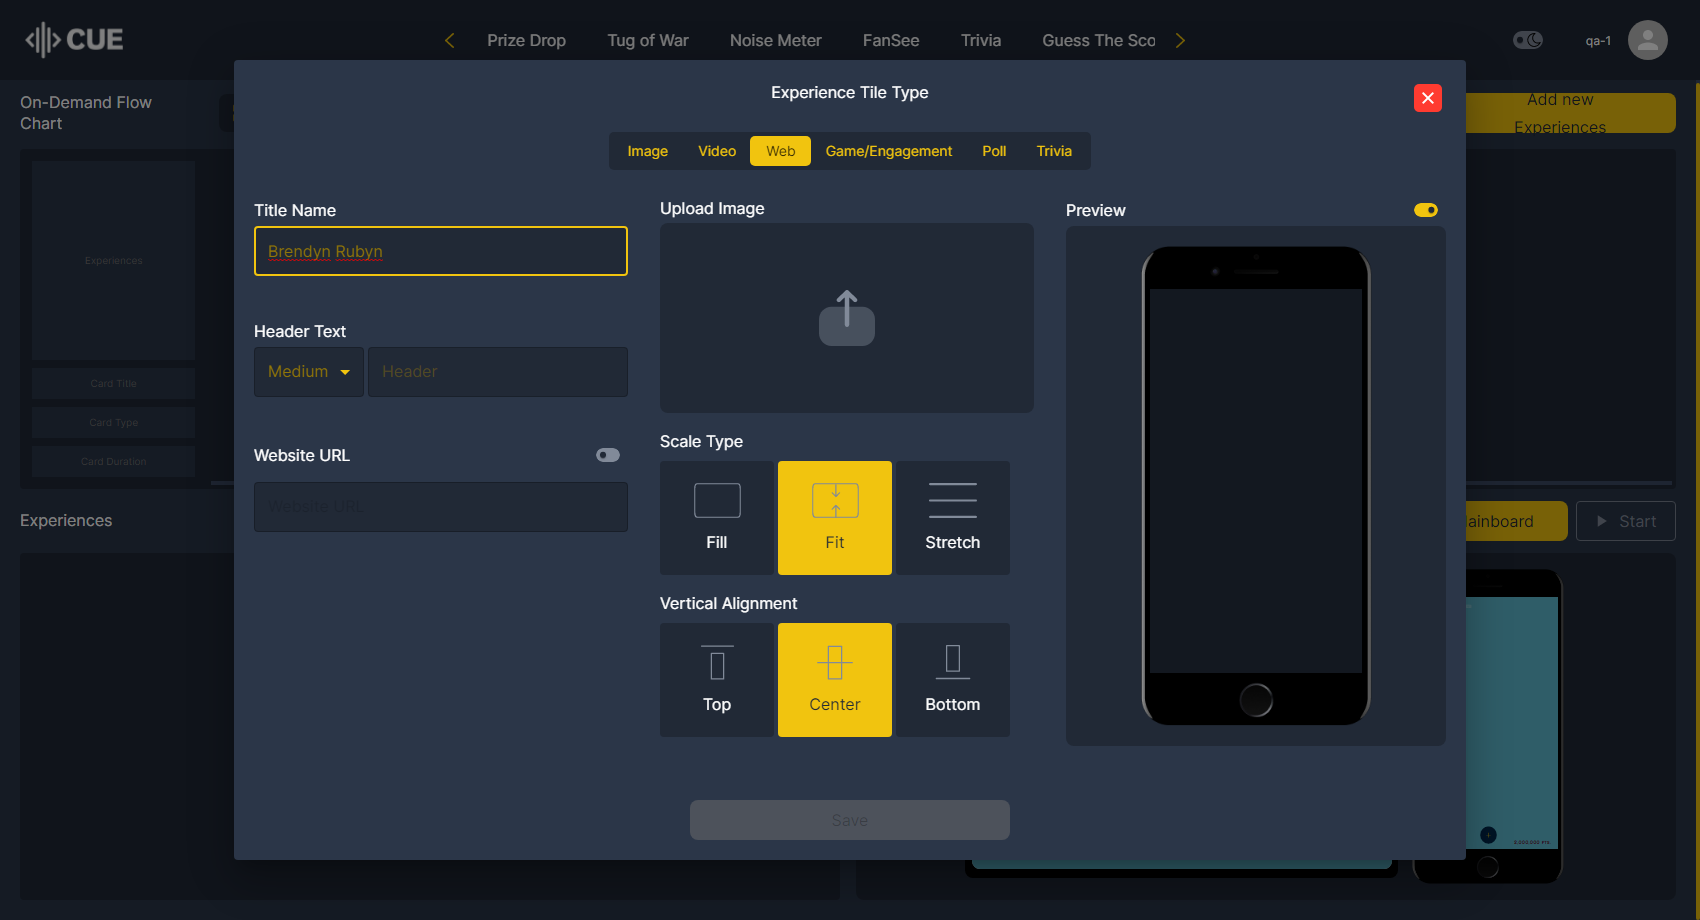 CUE
Prize Drop
Tug of War
Noise Meter
FanSee
Trivia
Guess The Sco
qa-1
On-Demand Flow
Chart
Add new
Experiences
Experience Tile Type
Image
Video
Web
Game/Engagement
Poll
Trivia
Title Name
Brendyn Rubyn
Header Text
Medium
Header
Website URL
Website URL
Upload Image
Scale Type
Fill
Fit
Stretch
Vertical Alignment
Top
Center
Bottom
Preview
Save
Experiences
Card Title
Card Type
Card Duration
Experiences
ainboard
Start